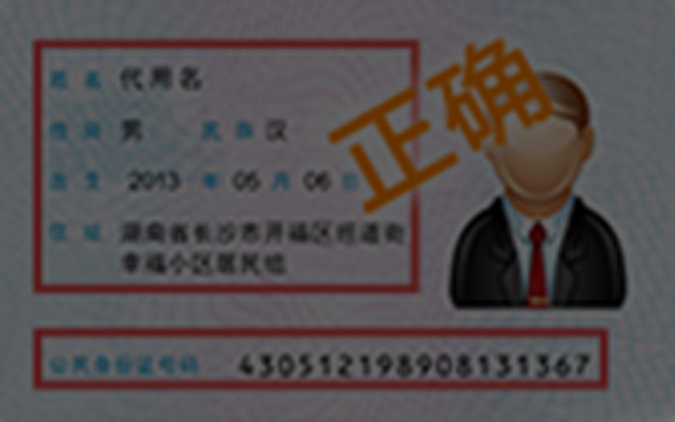 姓名 代用名
性别 男 民族 汉
出生 2013 年 05 月 06 日
住址 湖南省长沙市开福区巡道街
幸福小区居民组
公民身份证号码 430512198908131367
正确